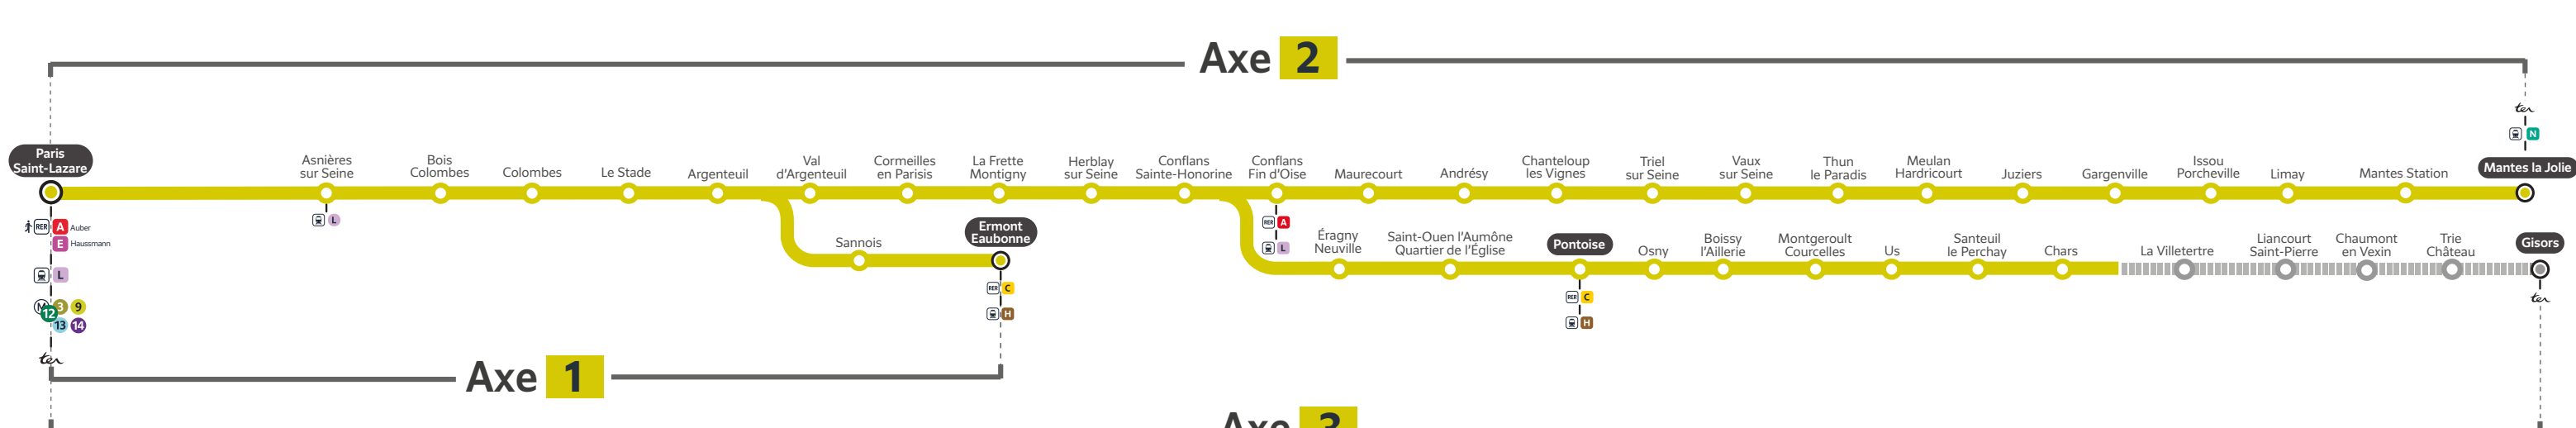 Axe 2
ter
N
Paris
Saint-Lazare
Asnières
sur Seine
Bois
Colombes
Colombes
Le Stade
Argenteuil
Val
d'Argenteuil
Cormeilles
en Parisis
La Frette
Montigny
Herblay
sur Seine
Conflans
Sainte-Honorine
Conflans
Fin d'Oise
Maurecourt
Andrésy
Chanteloup
les Vignes
Triel
sur Seine
Vaux
sur Seine
Thun
le Paradis
Meulan
Hardricourt
Juziers
Gargenville
Issou
Porcheville
Limay
Mantes Station
Mantes la Jolie
RER A Auber
E Haussmann
L
M 3 9
12
13 14
ter
L
Sannois
Ermont
Eaubonne
RER C
H
RER A
L
Éragny
Neuville
Saint-Ouen l'Aumône
Quartier de l'Église
Pontoise
RER C
H
Osny
Boissy
l'Aillerie
Montgeroult
Courcelles
Us
Santeuil
le Perchay
Chars
La Villetertre
Liancourt
Saint-Pierre
Chaumont
en Vexin
Trie
Château
Gisors
ter
Axe 1
Axe 3